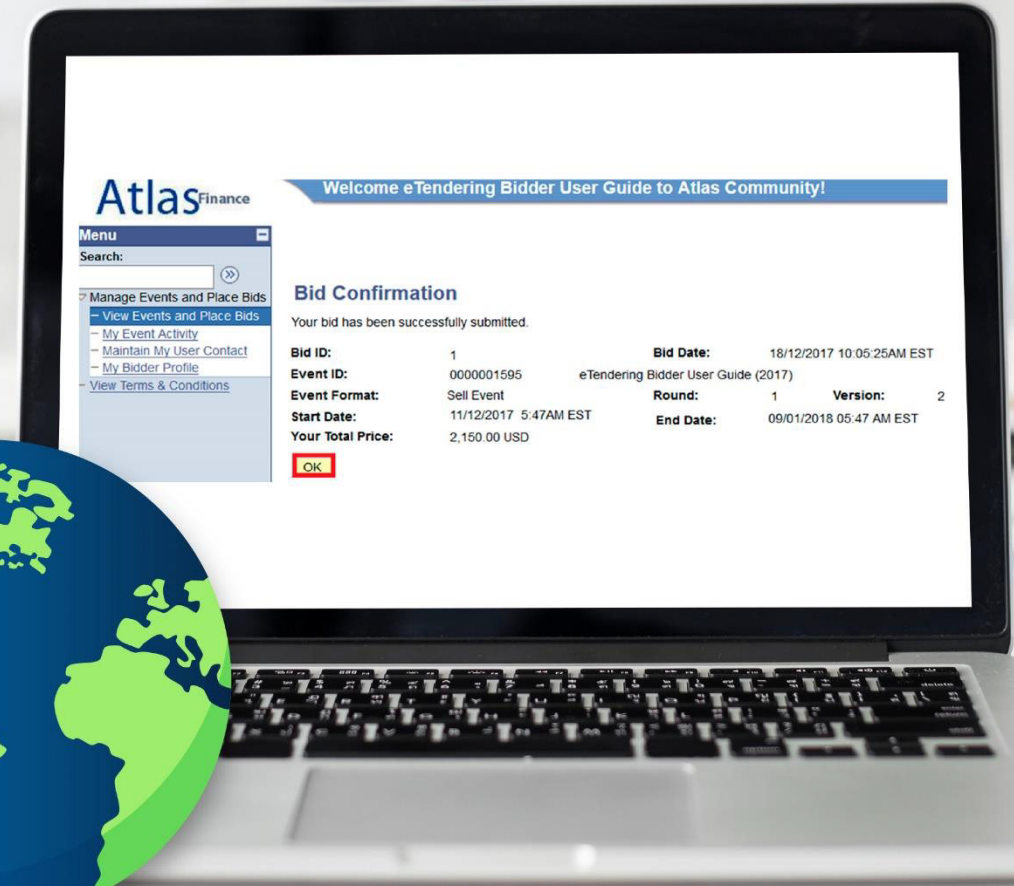 Atlas Finance
Welcome eTendering Bidder User Guide to Atlas Community!
Menu
Search:
Manage Events and Place Bids
View Events and Place Bids
My Event Activity
Maintain My User Contact
My Bidder Profile
View Terms & Conditions
Bid Confirmation
Your bid has been successfully submitted.
Bid ID: 1 Bid Date: 18/12/2017 10:05:25AM EST
Event ID: 0000001595 eTendering Bidder User Guide (2017)
Event Format: Sell Event Round: 1 Version: 2
Start Date: 11/12/2017 5:47AM EST End Date: 09/01/2018 05:47 AM EST
Your Total Price: 2,150.00 USD
OK
delete
enter
return